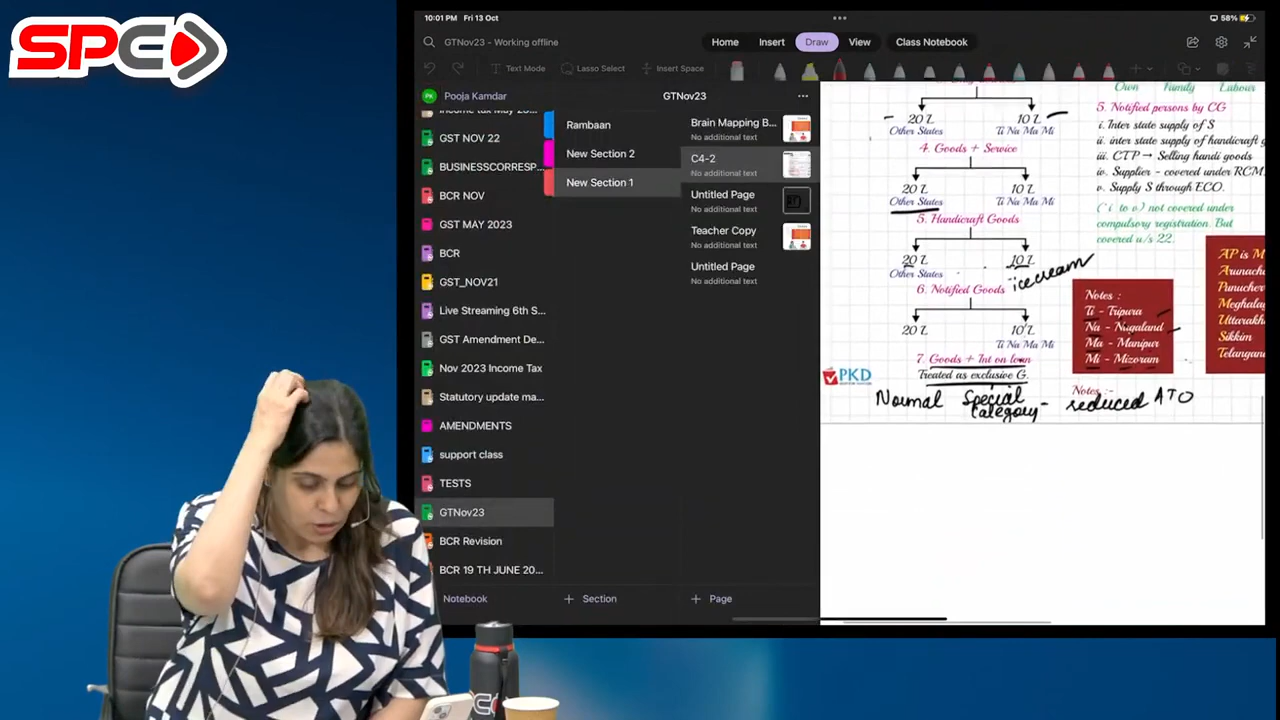 SPC
10:01 PM Fri 13 Oct
58%
GTNov23 - Working offline
Home Insert Draw View Class Notebook
Text Mode Lasso Select Insert Space
PK Pooja Kamdar
GTNov23
GST NOV 22
BUSINESSCORRESP...
BCR NOV
GST MAY 2023
BCR
GST_NOV21
Live Streaming 6th S...
GST Amendment De...
Nov 2023 Income Tax
Statutory update ma...
AMENDMENTS
support class
TESTS
GTNov23
BCR Revision
BCR 19 TH JUNE 20...
Notebook
Rambaan
New Section 2
New Section 1
+ Section
Brain Mapping B...
No additional text
C4-2
No additional text
Untitled Page
No additional text
Teacher Copy
No additional text
Untitled Page
No additional text
+ Page
20 L 10 L
Other States Ti Na Ma Mi
4. Goods + Service
20 L 10 L
Other States Ti Na Ma Mi
5. Handicraft Goods
20 L 10 L
Other States icecream
6. Notified Goods
20 L 10 L
Ti Na Ma Mi
7. Goods + Int on loan
Treated as exclusive G.
PKD
Normal Special Category - reduced ATO
Own Family Labour
5. Notified persons by CG
i. Inter state supply of S
ii. inter state supply of handicraft g
iii. CTP → Selling handi goods
iv. Supplier - covered under RCM
v. Supply S through ECO.
(i to v) not covered under
compulsory registration. But
covered u/s 22.
Notes :
Ti - Tripura
Na - Nagaland
Ma - Manipur
Mi - Mizoram
Notes :-
AP is M
Arunacha
Punucher
Meghalay
Uttarakh
Sikkim
Telangan